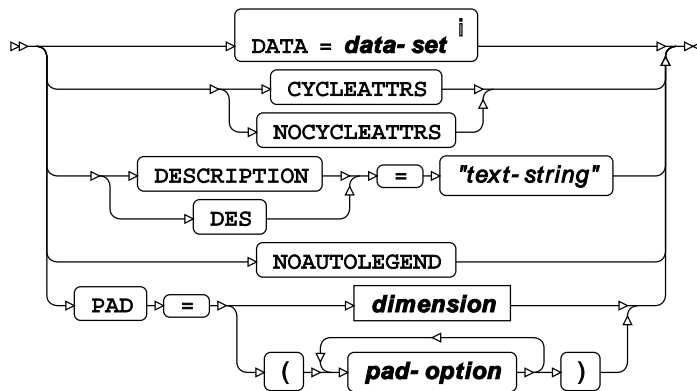 DATA = data-set i
CYCLEATTRS
NOCYCLEATTRS
DESCRIPTION = "text-string"
DES
NOAUTOLEGEND
PAD = dimension
( pad-option )